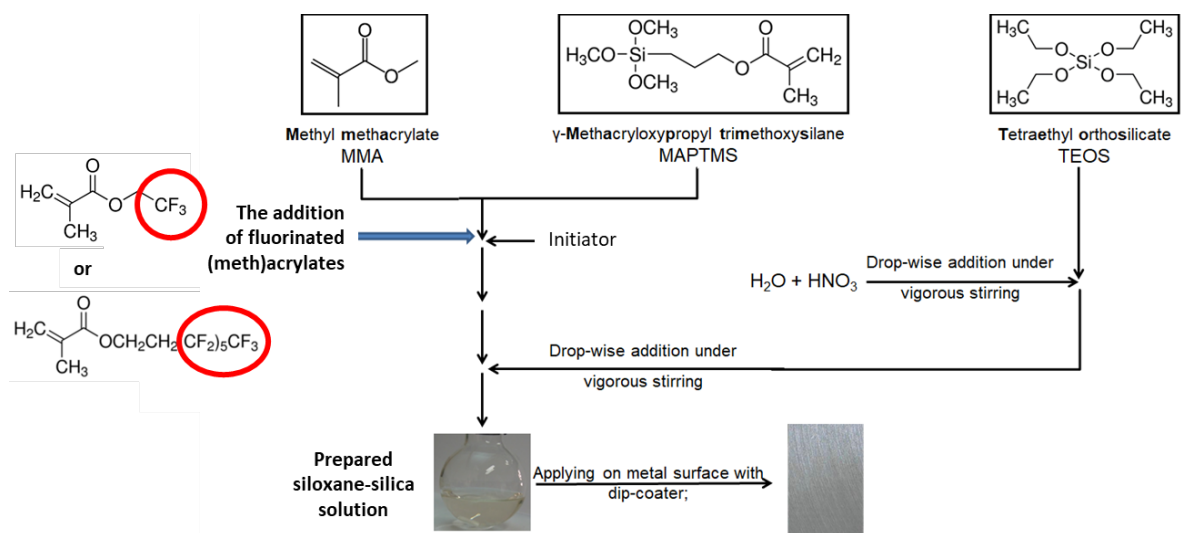 O
O
OCH3
H3CO-Si
OCH3
O
O
CH2
CH3
H3C
CH3
O
O
Si
O
O
H3C
CH3
Methyl methacrylate
MMA
γ-Methacryloxypropyl trimethoxysilane
MAPTMS
Tetraethyl orthosilicate
TEOS
O
H2C
O
CF3
CH3
or
O
H2C
OCH2CH2(CF2)5CF3
CH3
The addition
of fluorinated
(meth)acrylates
Initiator
H2O + HNO3
Drop-wise addition under
vigorous stirring
Drop-wise addition under
vigorous stirring
Prepared
siloxane-silica
solution
Applying on metal surface with
dip-coater;